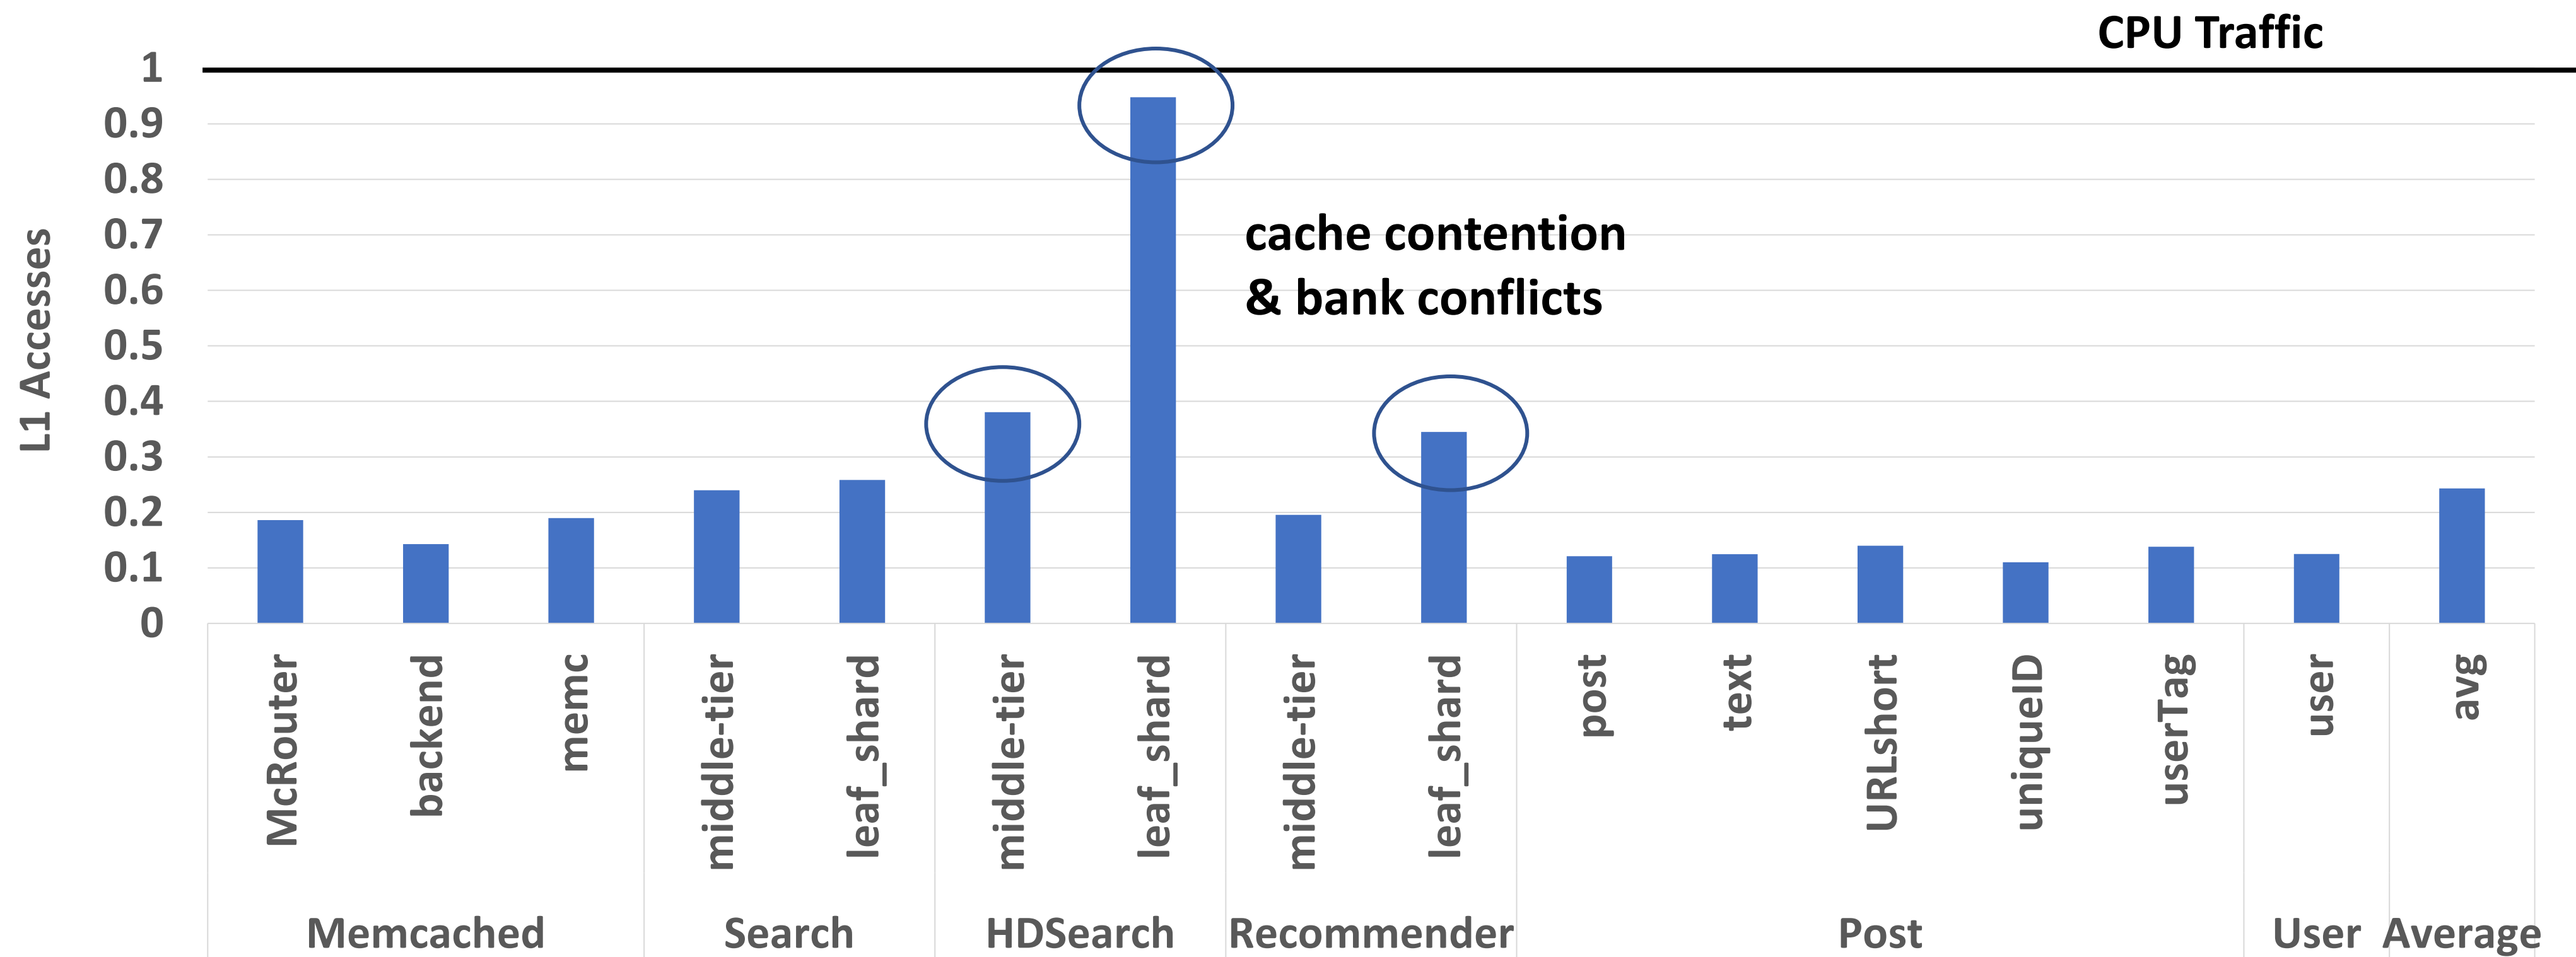 CPU Traffic
1
0.9
0.8
0.7
0.6
0.5
0.4
0.3
0.2
0.1
0
L1 Accesses
cache contention
& bank conflicts
McRouter
backend
memc
middle-tier
leaf_shard
middle-tier
leaf_shard
middle-tier
leaf_shard
post
text
URLshort
uniqueID
userTag
user
avg
Memcached
Search
HDSearch
Recommender
Post
User
Average